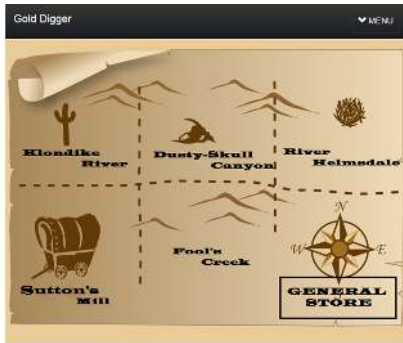 Gold Digger
MENU
Klondike
River
Dusty-Skull
Canyon
River
Helmsdale
Sutton's
Mill
Fool's
Creek
N
W
E
GENERAL
STORE